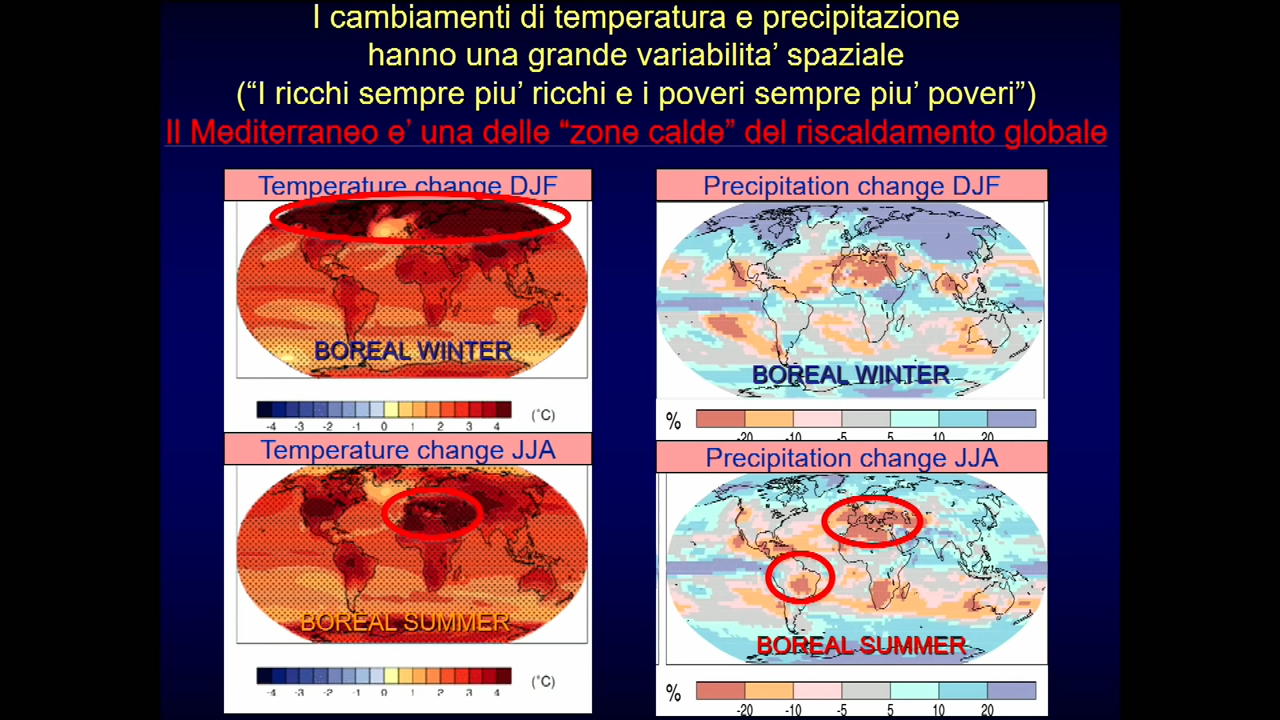 I cambiamenti di temperatura e precipitazione
hanno una grande variabilita’ spaziale
(“I ricchi sempre piu’ ricchi e i poveri sempre piu’ poveri”)
Il Mediterraneo e’ una delle “zone calde” del riscaldamento globale
Temperature change DJF
BOREAL WINTER
-4 -3 -2 -1 0 1 2 3 4 (°C)
Precipitation change DJF
BOREAL WINTER
% -20 -10 -5 5 10 20
Temperature change JJA
BOREAL SUMMER
-4 -3 -2 -1 0 1 2 3 4 (°C)
Precipitation change JJA
BOREAL SUMMER
% -20 -10 -5 5 10 20